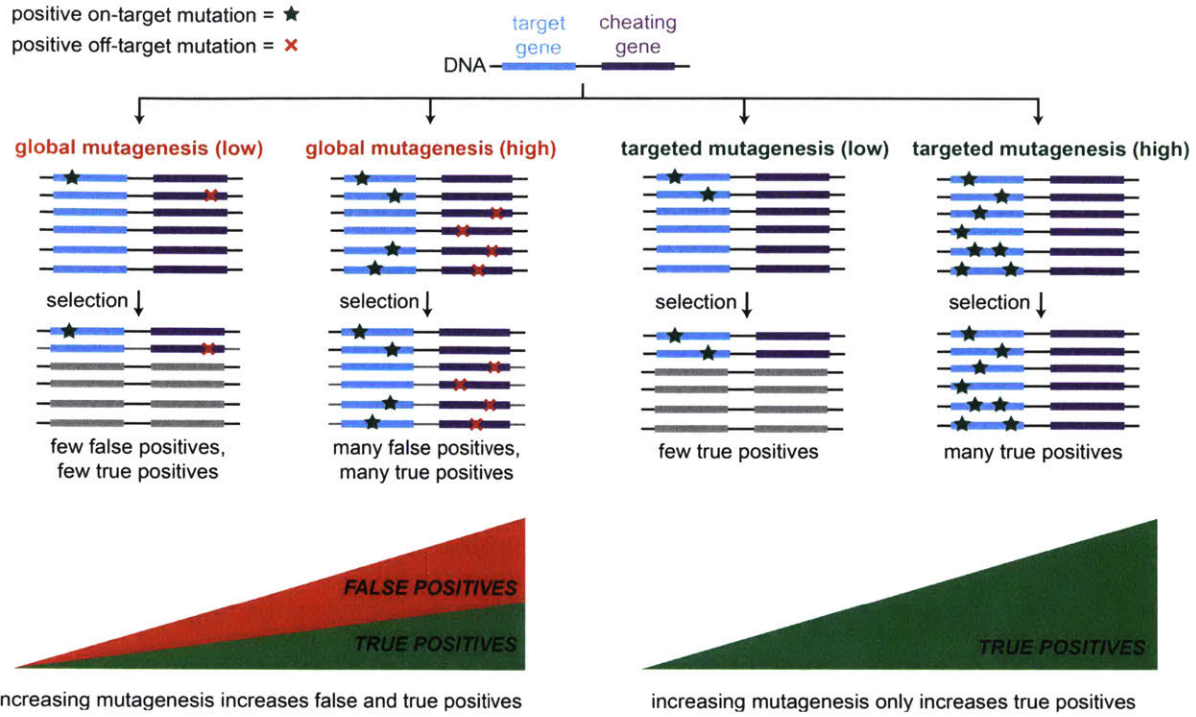 positive on-target mutation =
positive off-target mutation =
target
gene
cheating
gene
DNA
global mutagenesis (low)
global mutagenesis (high)
targeted mutagenesis (low)
targeted mutagenesis (high)
selection
selection
selection
selection
few false positives,
few true positives
many false positives,
many true positives
few true positives
many true positives
FALSE POSITIVES
TRUE POSITIVES
TRUE POSITIVES
ncreasing mutagenesis increases false and true positives
increasing mutagenesis only increases true positives